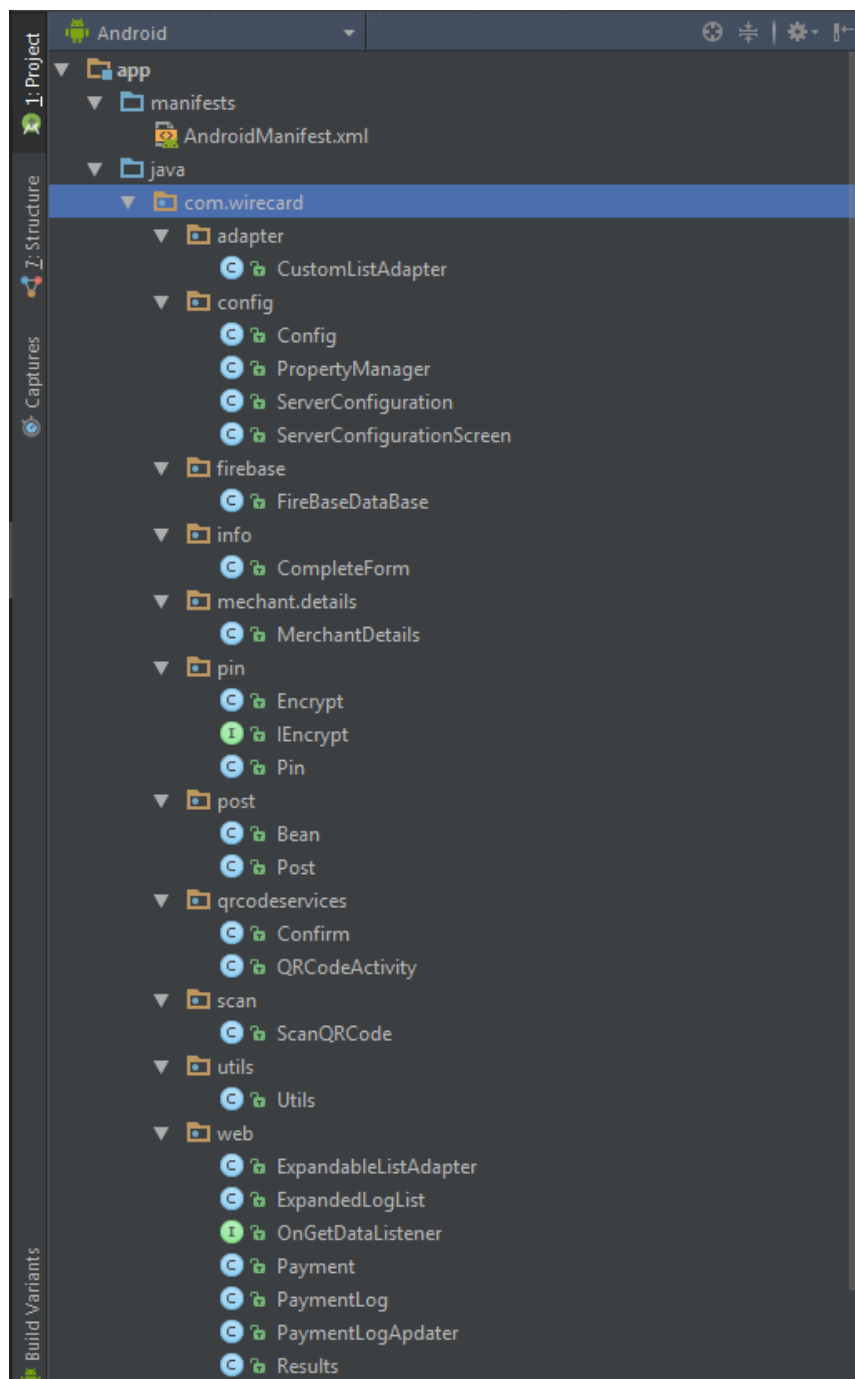 Android
1: Project
app
manifests
AndroidManifest.xml
java
7: Structure
com.wirecard
adapter
CustomListAdapter
config
Captures
Config
PropertyManager
ServerConfiguration
ServerConfigurationScreen
firebase
FireBaseDataBase
info
CompleteForm
mechant.details
MerchantDetails
pin
Encrypt
IEncrypt
Pin
post
Bean
Post
qrcodeservices
Confirm
QRCodeActivity
scan
ScanQRCode
utils
Utils
web
ExpandableListAdapter
ExpandedLogList
OnGetDataListener
Build Variants
Payment
PaymentLog
PaymentLogApdater
Results